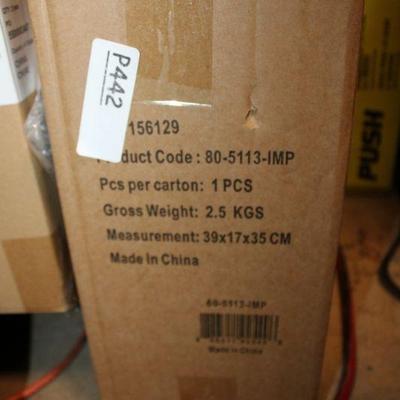 P442
156129
Product Code : 80-5113-IMP
Pcs per carton: 1 PCS
Gross Weight: 2.5 KGS
Measurement: 39x17x35 CM
Made In China
80-5113-IMP
Made in China
PUSH
CHINA